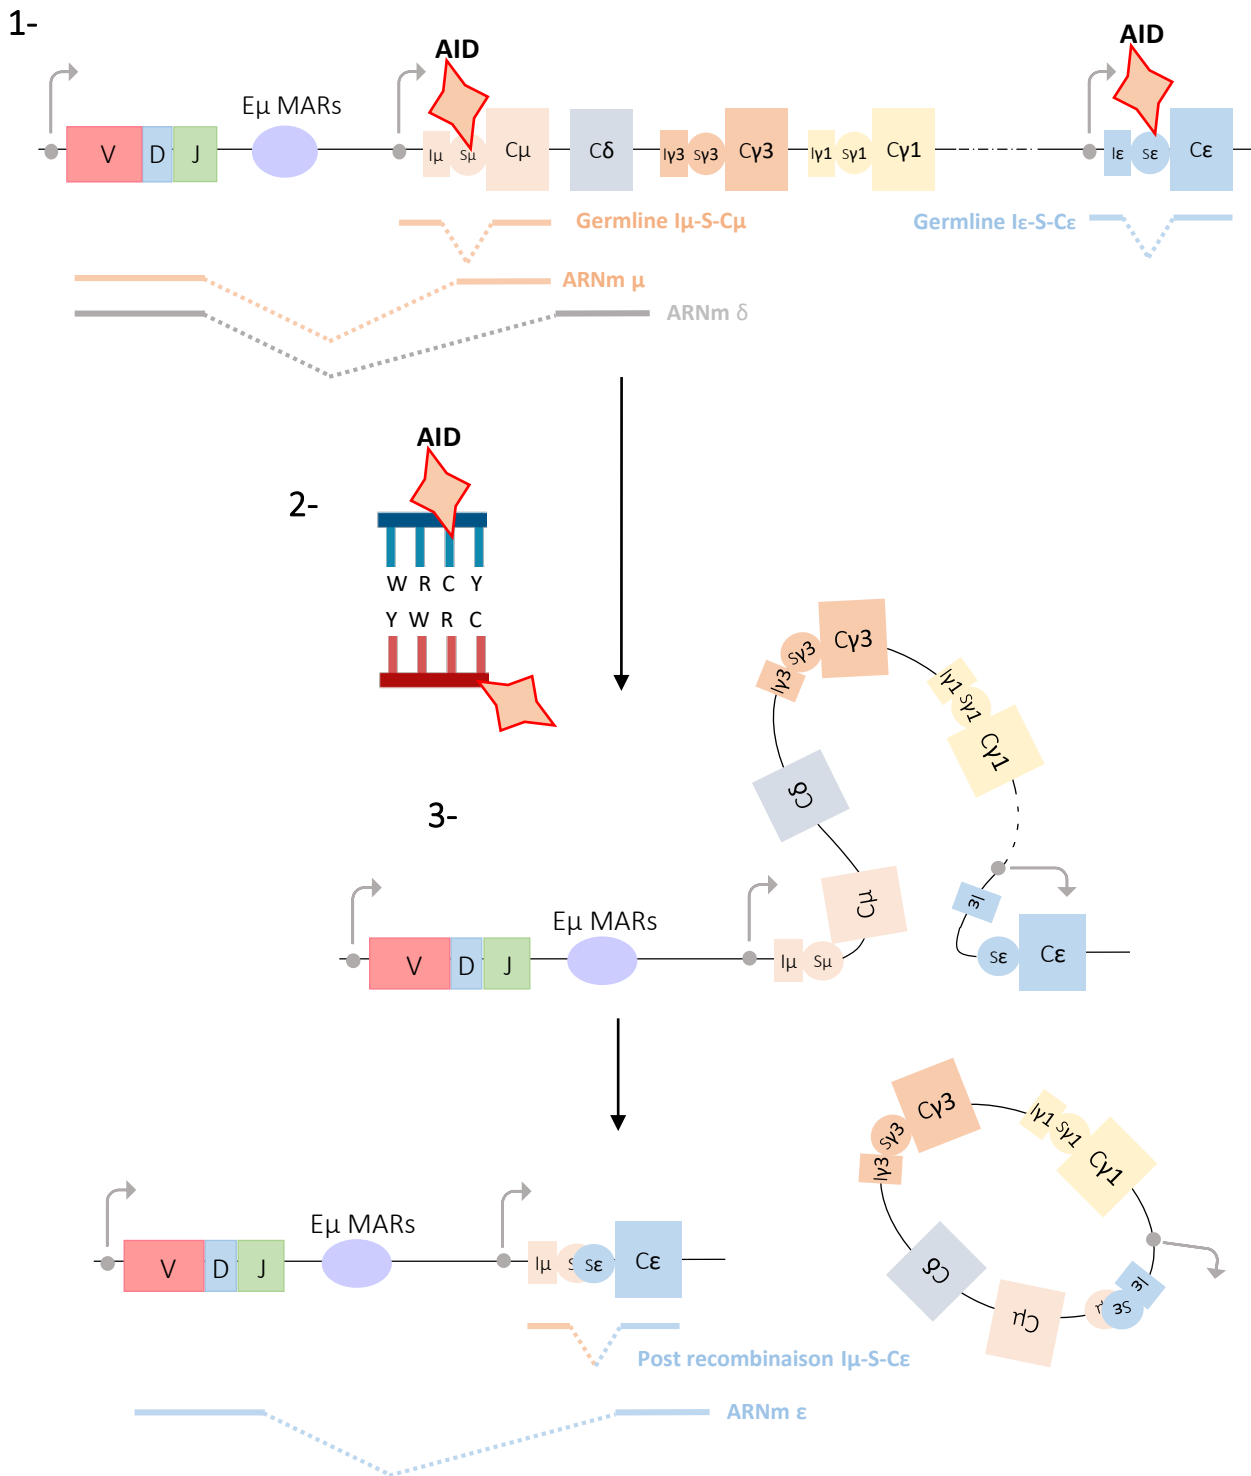 1-
AID
AID
Eµ MARs
V D J
Iµ Sµ Cµ Cδ Iγ3 Sγ3 Cγ3 Iγ1 Sγ1 Cγ1 Iε Sε Cε
Germline Iµ-S-Cµ
Germline Iε-S-Cε
ARNm µ
ARNm δ
AID
2-
W R C Y
Y W R C
Iγ3 Sγ3 Cγ3
Iγ1 Sγ1 Cγ1
Cδ
3-
Cµ
Iε
Eµ MARs
V D J
Iµ Sµ
Sε Cε
Iγ3 Sγ3 Cγ3
Iγ1 Sγ1 Cγ1
Eµ MARs
V D J
Iµ S Sε Cε
Cδ
Cµ
µ Sε Iε
Post recombinaison Iµ-S-Cε
ARNm ε